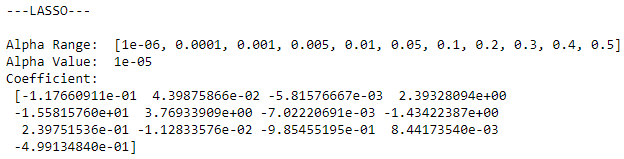 ---LASSO---
Alpha Range:  [1e-06, 0.0001, 0.001, 0.005, 0.01, 0.05, 0.1, 0.2, 0.3, 0.4, 0.5]
Alpha Value:  1e-05
Coefficient:
[-1.17660911e-01  4.39875866e-02 -5.81576667e-03  2.39328094e+00
-1.55815760e+01  3.76933909e+00 -7.02220691e-03 -1.43422387e+00
2.39751536e-01 -1.12833576e-02 -9.85455195e-01  8.44173540e-03
-4.99134840e-01]